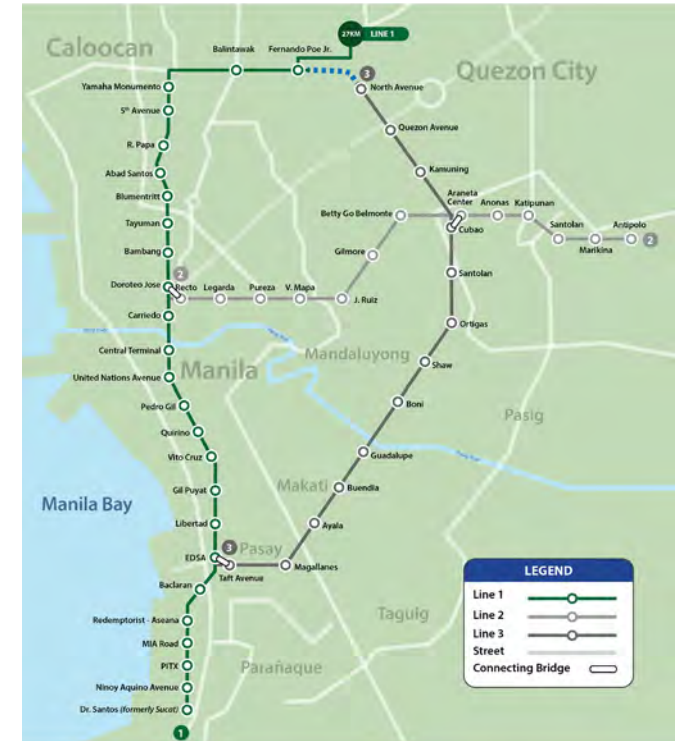 27KM LINE 1
Caloocan
Balintawak
Fernando Poe Jr.
3
Quezon City
Yamaha Monumento
North Avenue
5th Avenue
Quezon Avenue
R. Papa
Kamuning
Abad Santos
Blumentritt
Araneta
Center
Anonas
Katipunan
Betty Go Belmonte
Tayuman
Cubao
Santolan
Antipolo
2
Marikina
Bambang
Gilmore
2
Santolan
Doroteo Jose
Recto
Legarda
Pureza
V. Mapa
J. Ruiz
Carriedo
Ortigas
Central Terminal
Mandaluyong
Manila
Shaw
United Nations Avenue
Pedro Gil
Boni
Pasig
Quirino
Vito Cruz
Guadalupe
Makati
Buendia
Gil Puyat
Manila Bay
Libertad
Ayala
3
Pasay
EDSA
Taft Avenue
Magallanes
Baclaran
LEGEND
Line 1
Line 2
Line 3
Street
Connecting Bridge
Redemptorist - Aseana
Taguig
MIA Road
PITX
Parañaque
Ninoy Aquino Avenue
Dr. Santos (formerly Sucat)
1